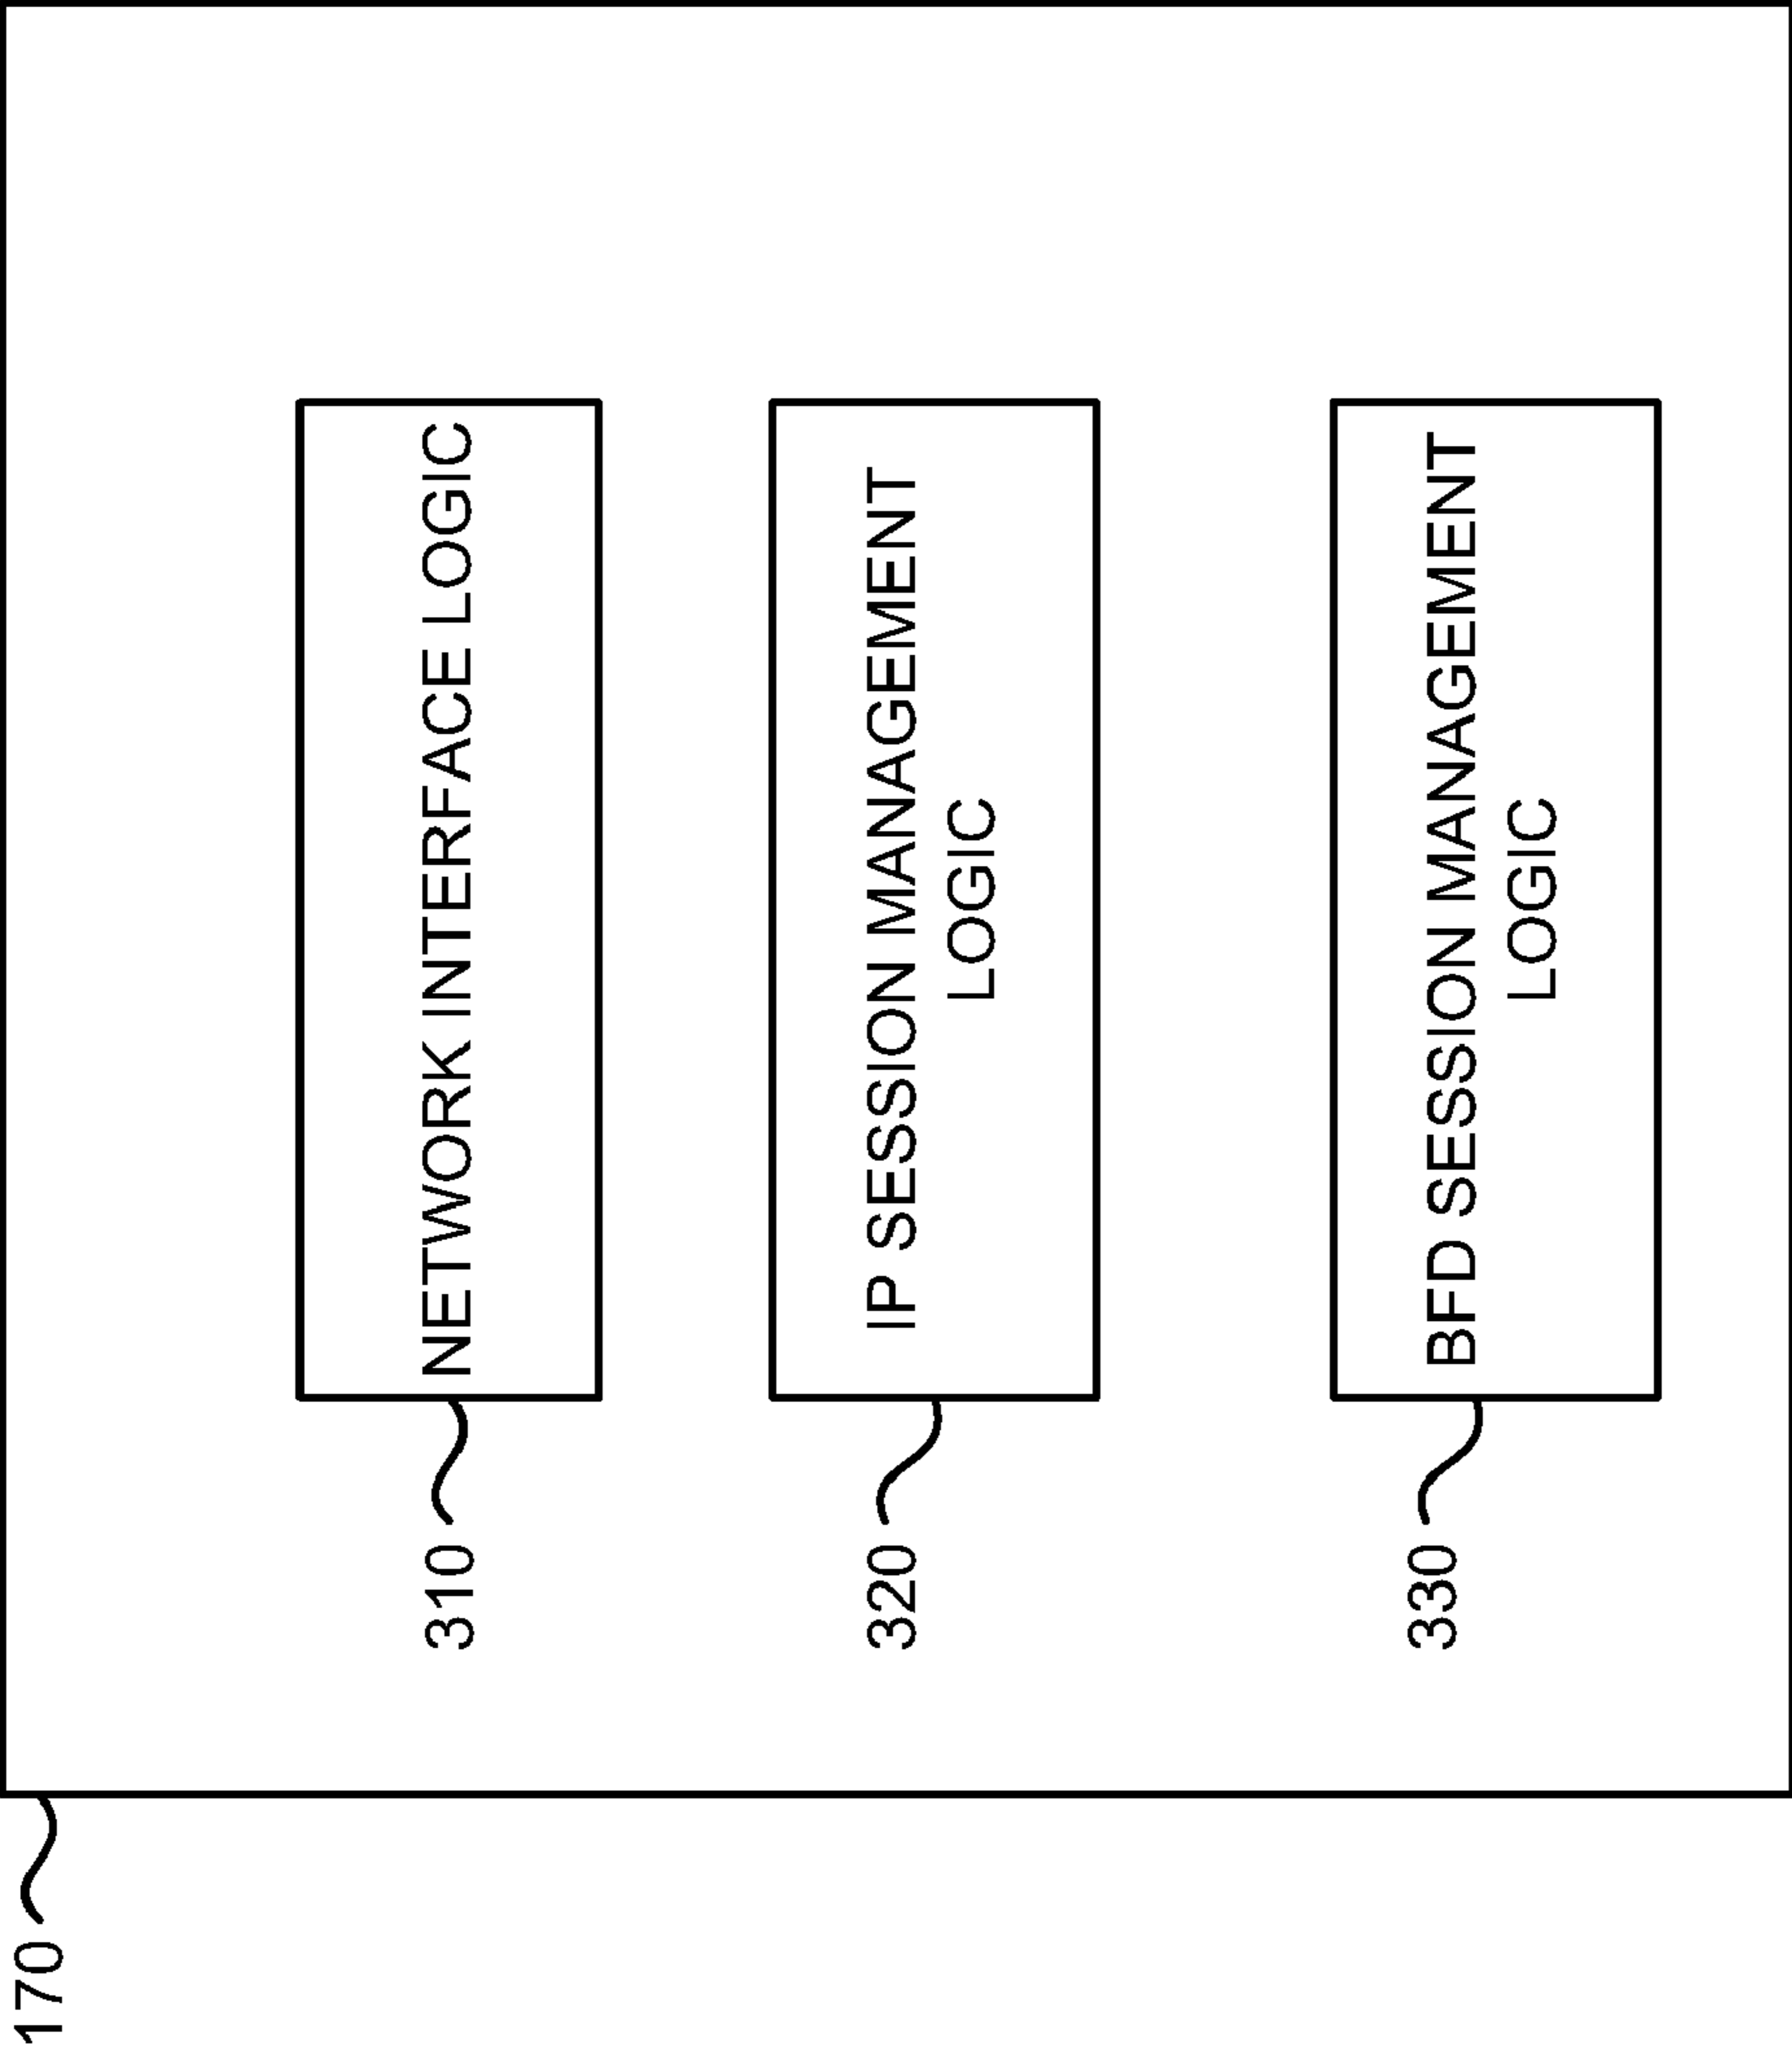 170
310
NETWORK INTERFACE LOGIC
320
IP SESSION MANAGEMENT
LOGIC
330
BFD SESSION MANAGEMENT
LOGIC